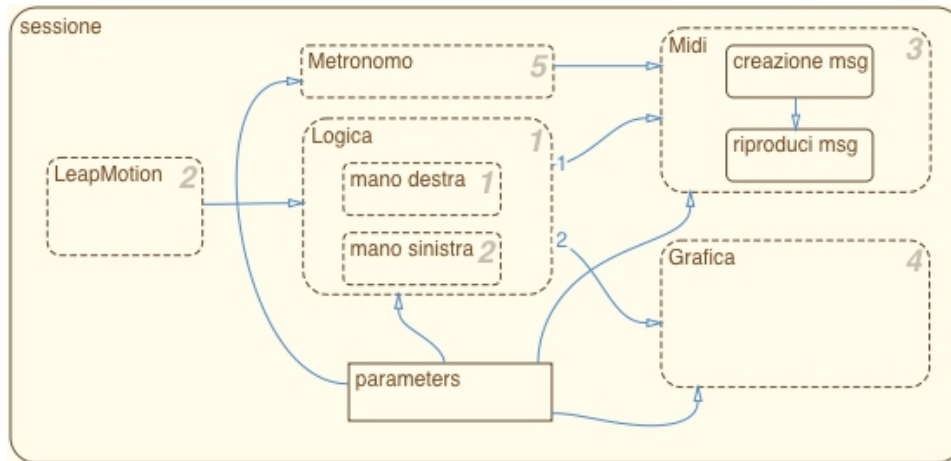 sessione
Metronomo 5
Midi 3
creazione msg
riproduci msg
Logica 1
mano destra 1
mano sinistra 2
LeapMotion 2
1
2
Grafica 4
parameters